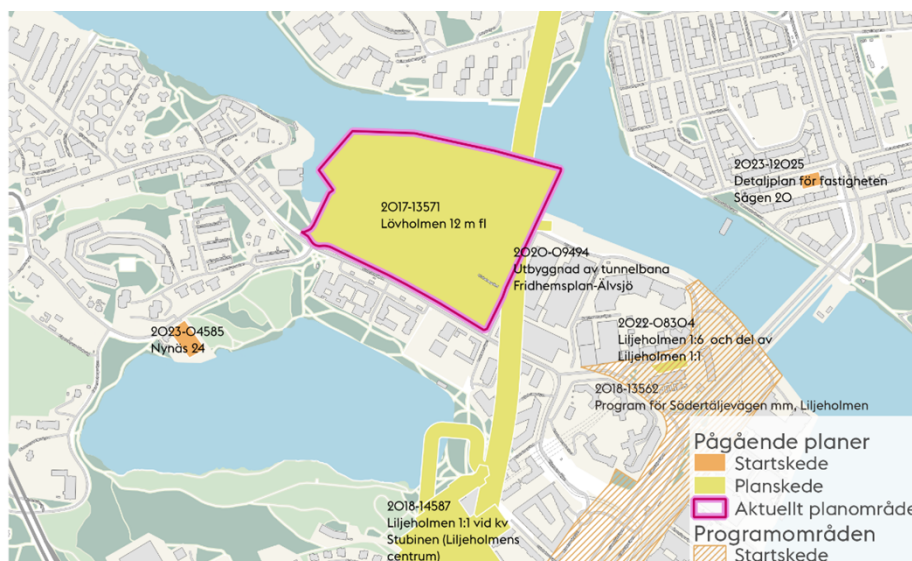 2023-12025
Detaljplan för fastigheten
Sågen 20
2017-13571
Lövholmen 12 m fl
2020-09494
Utbyggnad av tunnelbana
Fridhemsplan-Älvsjö
2023-04585
Nynäs 24
2022-08304
Liljeholmen 1:6 och del av
Liljeholmen 1:1
2018-13562
Program för Södertäljevägen mm, Liljeholmen
2018-14587
Liljeholmen 1:1 vid kv
Stubinen (Liljeholmens
centrum)
Pågående planer
Startskede
Planskede
Aktuellt planområde
Programområden
Startskede